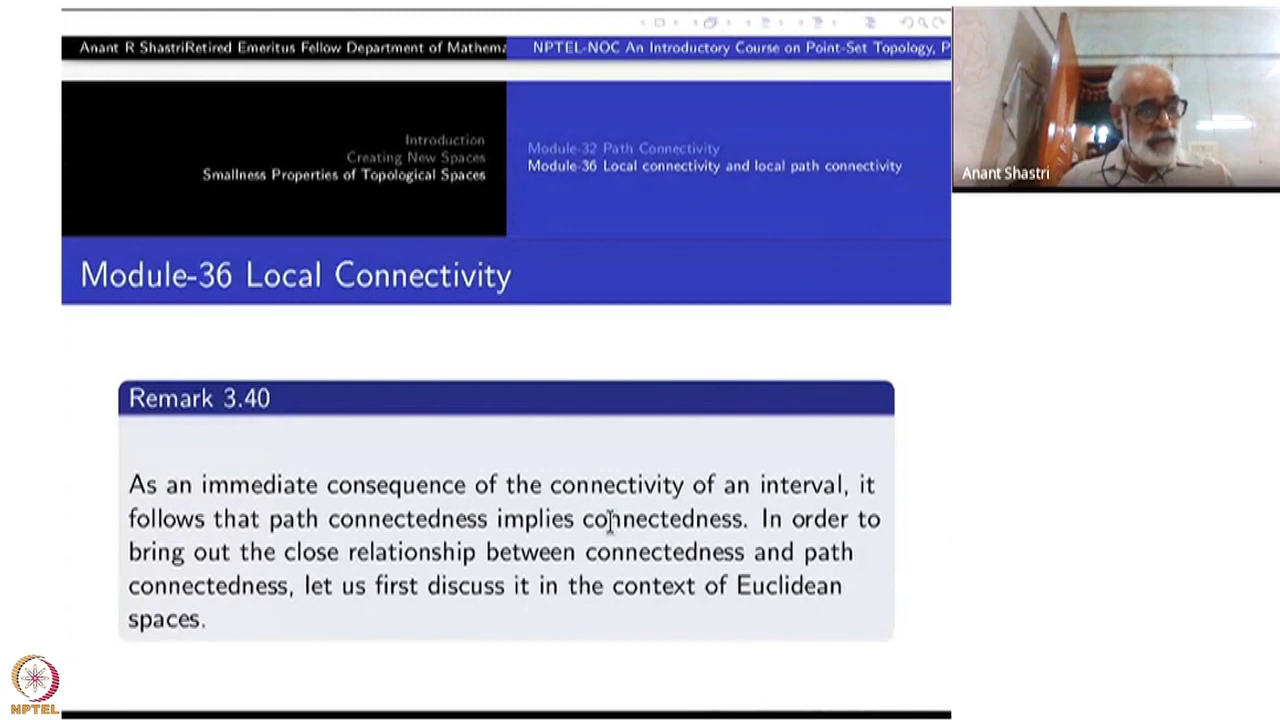 Anant R ShastriRetired Emeritus Fellow Department of Mathema
NPTEL-NOC An Introductory Course on Point-Set Topology, P
Introduction
Creating New Spaces
Smallness Properties of Topological Spaces
Module-32 Path Connectivity
Module-36 Local connectivity and local path connectivity
Anant Shastri
Module-36 Local Connectivity
Remark 3.40
As an immediate consequence of the connectivity of an interval, it
follows that path connectedness implies connectedness. In order to
bring out the close relationship between connectedness and path
connectedness, let us first discuss it in the context of Euclidean
spaces.
NPTEL